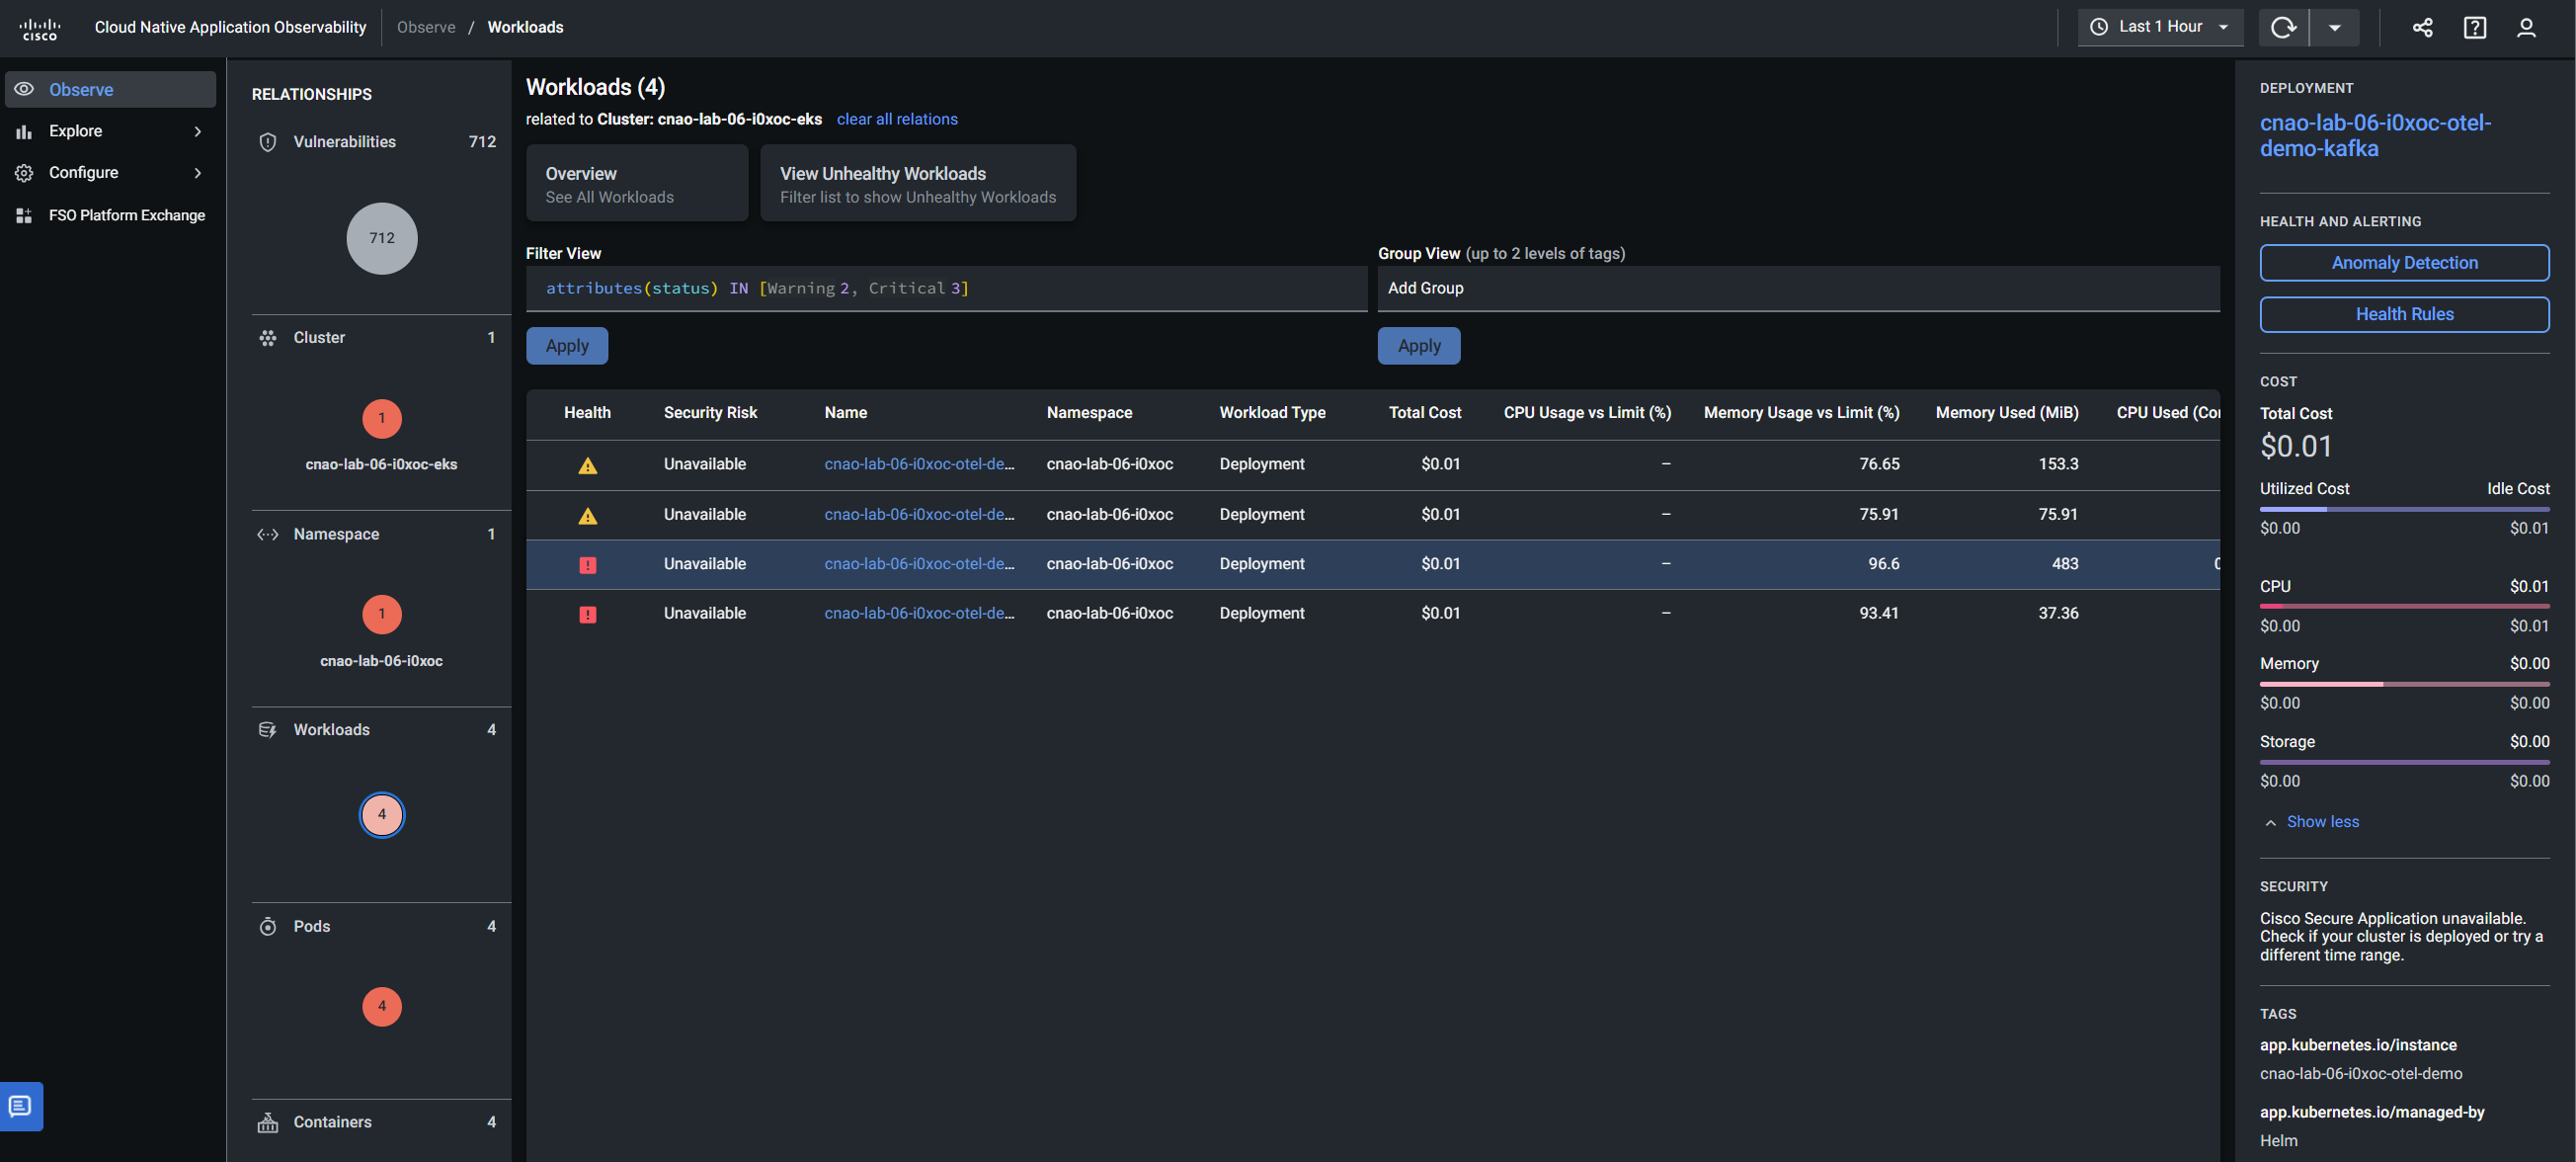 cisco
Cloud Native Application Observability
Observe / Workloads
Last 1 Hour
Observe
Explore
Configure
FSO Platform Exchange
RELATIONSHIPS
Vulnerabilities 712
712
Cluster 1
1
cnao-lab-06-i0xoc-eks
Namespace 1
1
cnao-lab-06-i0xoc
Workloads 4
4
Pods 4
4
Containers 4
Workloads (4)
related to Cluster: cnao-lab-06-i0xoc-eks clear all relations
Overview
See All Workloads
View Unhealthy Workloads
Filter list to show Unhealthy Workloads
Filter View
attributes(status) IN [Warning 2, Critical 3]
Apply
Group View (up to 2 levels of tags)
Add Group
Apply
Health Security Risk Name Namespace Workload Type Total Cost CPU Usage vs Limit (%) Memory Usage vs Limit (%) Memory Used (MiB) CPU Used (Cor
Unavailable cnao-lab-06-i0xoc-otel-de... cnao-lab-06-i0xoc Deployment $0.01 – 76.65 153.3
Unavailable cnao-lab-06-i0xoc-otel-de... cnao-lab-06-i0xoc Deployment $0.01 – 75.91 75.91
Unavailable cnao-lab-06-i0xoc-otel-de... cnao-lab-06-i0xoc Deployment $0.01 – 96.6 483
Unavailable cnao-lab-06-i0xoc-otel-de... cnao-lab-06-i0xoc Deployment $0.01 – 93.41 37.36
DEPLOYMENT
cnao-lab-06-i0xoc-otel-
demo-kafka
HEALTH AND ALERTING
Anomaly Detection
Health Rules
COST
Total Cost
$0.01
Utilized Cost Idle Cost
$0.00 $0.01
CPU $0.01
$0.00 $0.01
Memory $0.00
$0.00 $0.00
Storage $0.00
$0.00 $0.00
Show less
SECURITY
Cisco Secure Application unavailable.
Check if your cluster is deployed or try a
different time range.
TAGS
app.kubernetes.io/instance
cnao-lab-06-i0xoc-otel-demo
app.kubernetes.io/managed-by
Helm